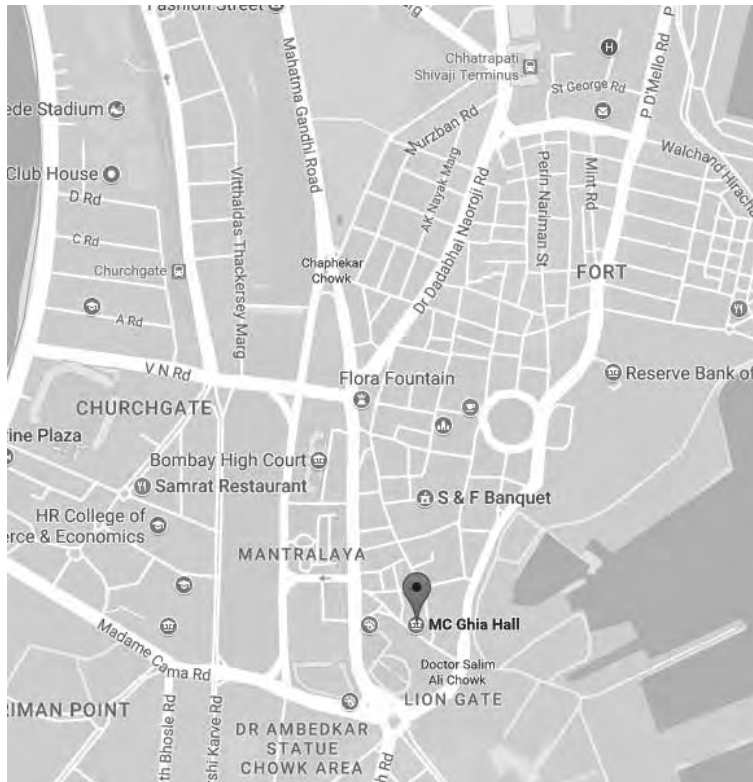 Fashion Street
Mahatma Gandhi Road
Chhatrapati
Shivaji Terminus
St George Rd
P D'Mello Rd
P
Walchand Hiracha
ede Stadium
Club House
D Rd
C Rd
Churchgate
A Rd
Vitthaldas Thackersey Marg
Murzban Rd
AK Nayak Marg
Dr Dadabhai Naoroji Rd
Perin Nariman St
Mint Rd
Chaphekar
Chowk
FORT
V N Rd
Flora Fountain
Reserve Bank of
CHURCHGATE
rine Plaza
Bombay High Court
Samrat Restaurant
S & F Banquet
HR College of
erce & Economics
MANTRALAYA
MC Ghia Hall
Madame Cama Rd
Doctor Salim
Ali Chowk
LION GATE
RIMAN POINT
th Bhosle Rd
rshi Karve Rd
DR AMBEDKAR
STATUE
CHOWK AREA
h Rd